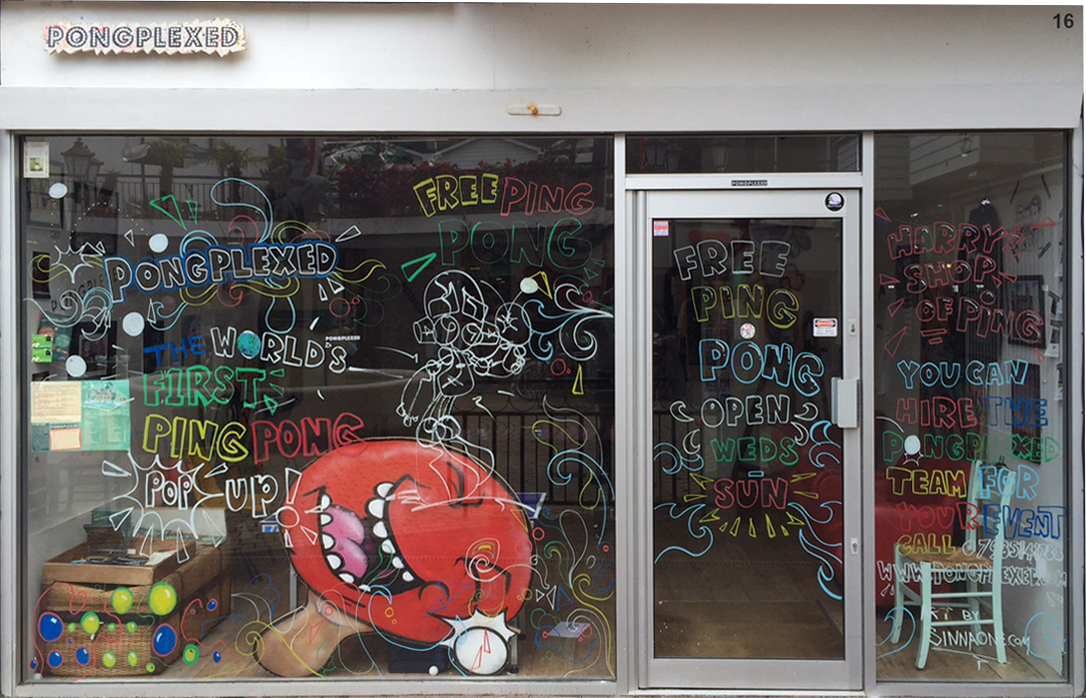 PONGPLEXED
16
PONGPLEXED
FREE PING
PONG
PONGPLEXED
THE WORLD'S
FIRST
PING PONG
POP UP!
PONGPLEXED
FREE
PING
PONG
OPEN
WEDS
-
SUN
HARRY'S
SHOP
OF PING
YOU CAN
HIRE THE
PONGPLEXED
TEAM FOR
YOUR EVENT
CALL
WWW.PONGPLEXED.COM
ART BY
SINNAONE.COM